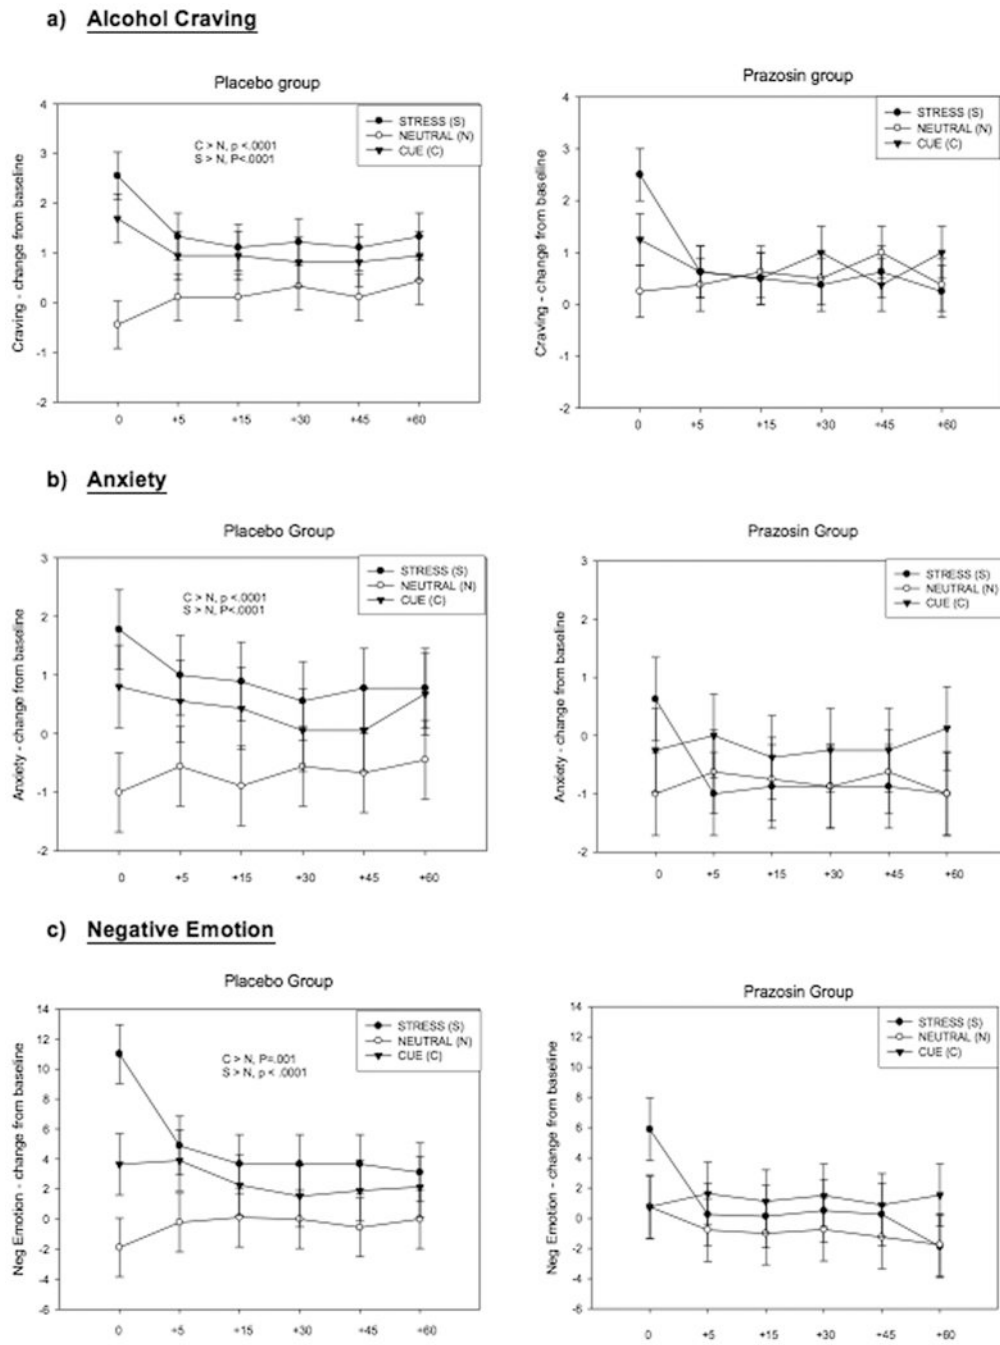 a) Alcohol Craving
Placebo group
Craving - change from baseline
4
3
2
1
0
-1
-2
STRESS (S)
NEUTRAL (N)
CUE (C)
C > N, p <.0001
S > N, P<.0001
0 +5 +15 +30 +45 +60
Prazosin group
Craving - change from baseline
4
3
2
1
0
-1
-2
STRESS (S)
NEUTRAL (N)
CUE (C)
0 +5 +15 +30 +45 +60
b) Anxiety
Placebo Group
Anxiety - change from baseline
3
2
1
0
-1
-2
STRESS (S)
NEUTRAL (N)
CUE (C)
C > N, p <.0001
S > N, P<.0001
0 +5 +15 +30 +45 +60
Prazosin Group
Anxiety - change from baseline
3
2
1
0
-1
-2
STRESS (S)
NEUTRAL (N)
CUE (C)
0 +5 +15 +30 +45 +60
c) Negative Emotion
Placebo Group
Neg Emotion - change from baseline
14
12
10
8
6
4
2
0
-2
-4
-6
STRESS (S)
NEUTRAL (N)
CUE (C)
C > N, P=.001
S > N, p < .0001
0 +5 +15 +30 +45 +60
Prazosin Group
Neg Emotion - change from baseline
14
12
10
8
6
4
2
0
-2
-4
-6
STRESS (S)
NEUTRAL (N)
CUE (C)
0 +5 +15 +30 +45 +60